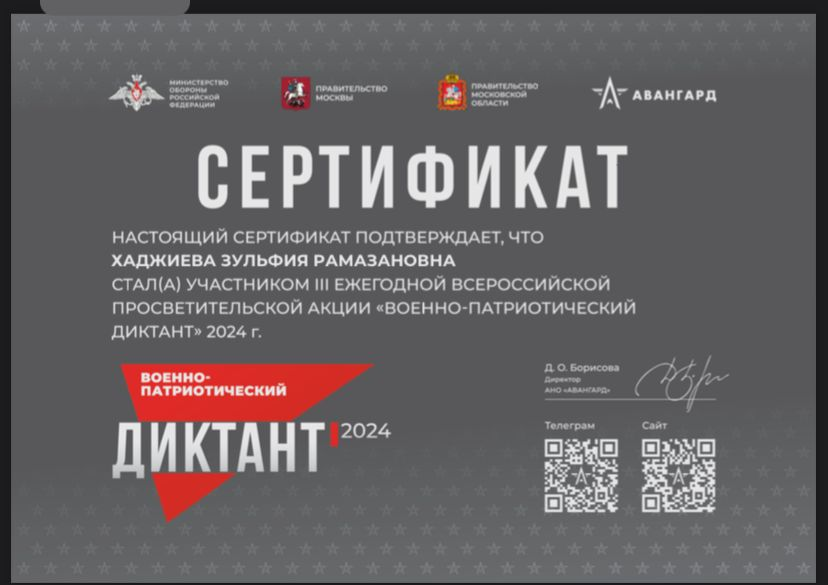 МИНИСТЕРСТВО
ОБОРОНЫ
РОССИЙСКОЙ
ФЕДЕРАЦИИ
ПРАВИТЕЛЬСТВО
МОСКВЫ
ПРАВИТЕЛЬСТВО
МОСКОВСКОЙ
ОБЛАСТИ
АВАНГАРД
СЕРТИФИКАТ
НАСТОЯЩИЙ СЕРТИФИКАТ ПОДТВЕРЖДАЕТ, ЧТО
ХАДЖИЕВА ЗУЛЬФИЯ РАМАЗАНОВНА
СТАЛ(А) УЧАСТНИКОМ III ЕЖЕГОДНОЙ ВСЕРОССИЙСКОЙ
ПРОСВЕТИТЕЛЬСКОЙ АКЦИИ «ВОЕННО-ПАТРИОТИЧЕСКИЙ
ДИКТАНТ» 2024 г.
ВОЕННО-
ПАТРИОТИЧЕСКИЙ
ДИКТАНТ 2024
Д. О. Борисова
Директор
АНО «АВАНГАРД»
Телеграм
Сайт